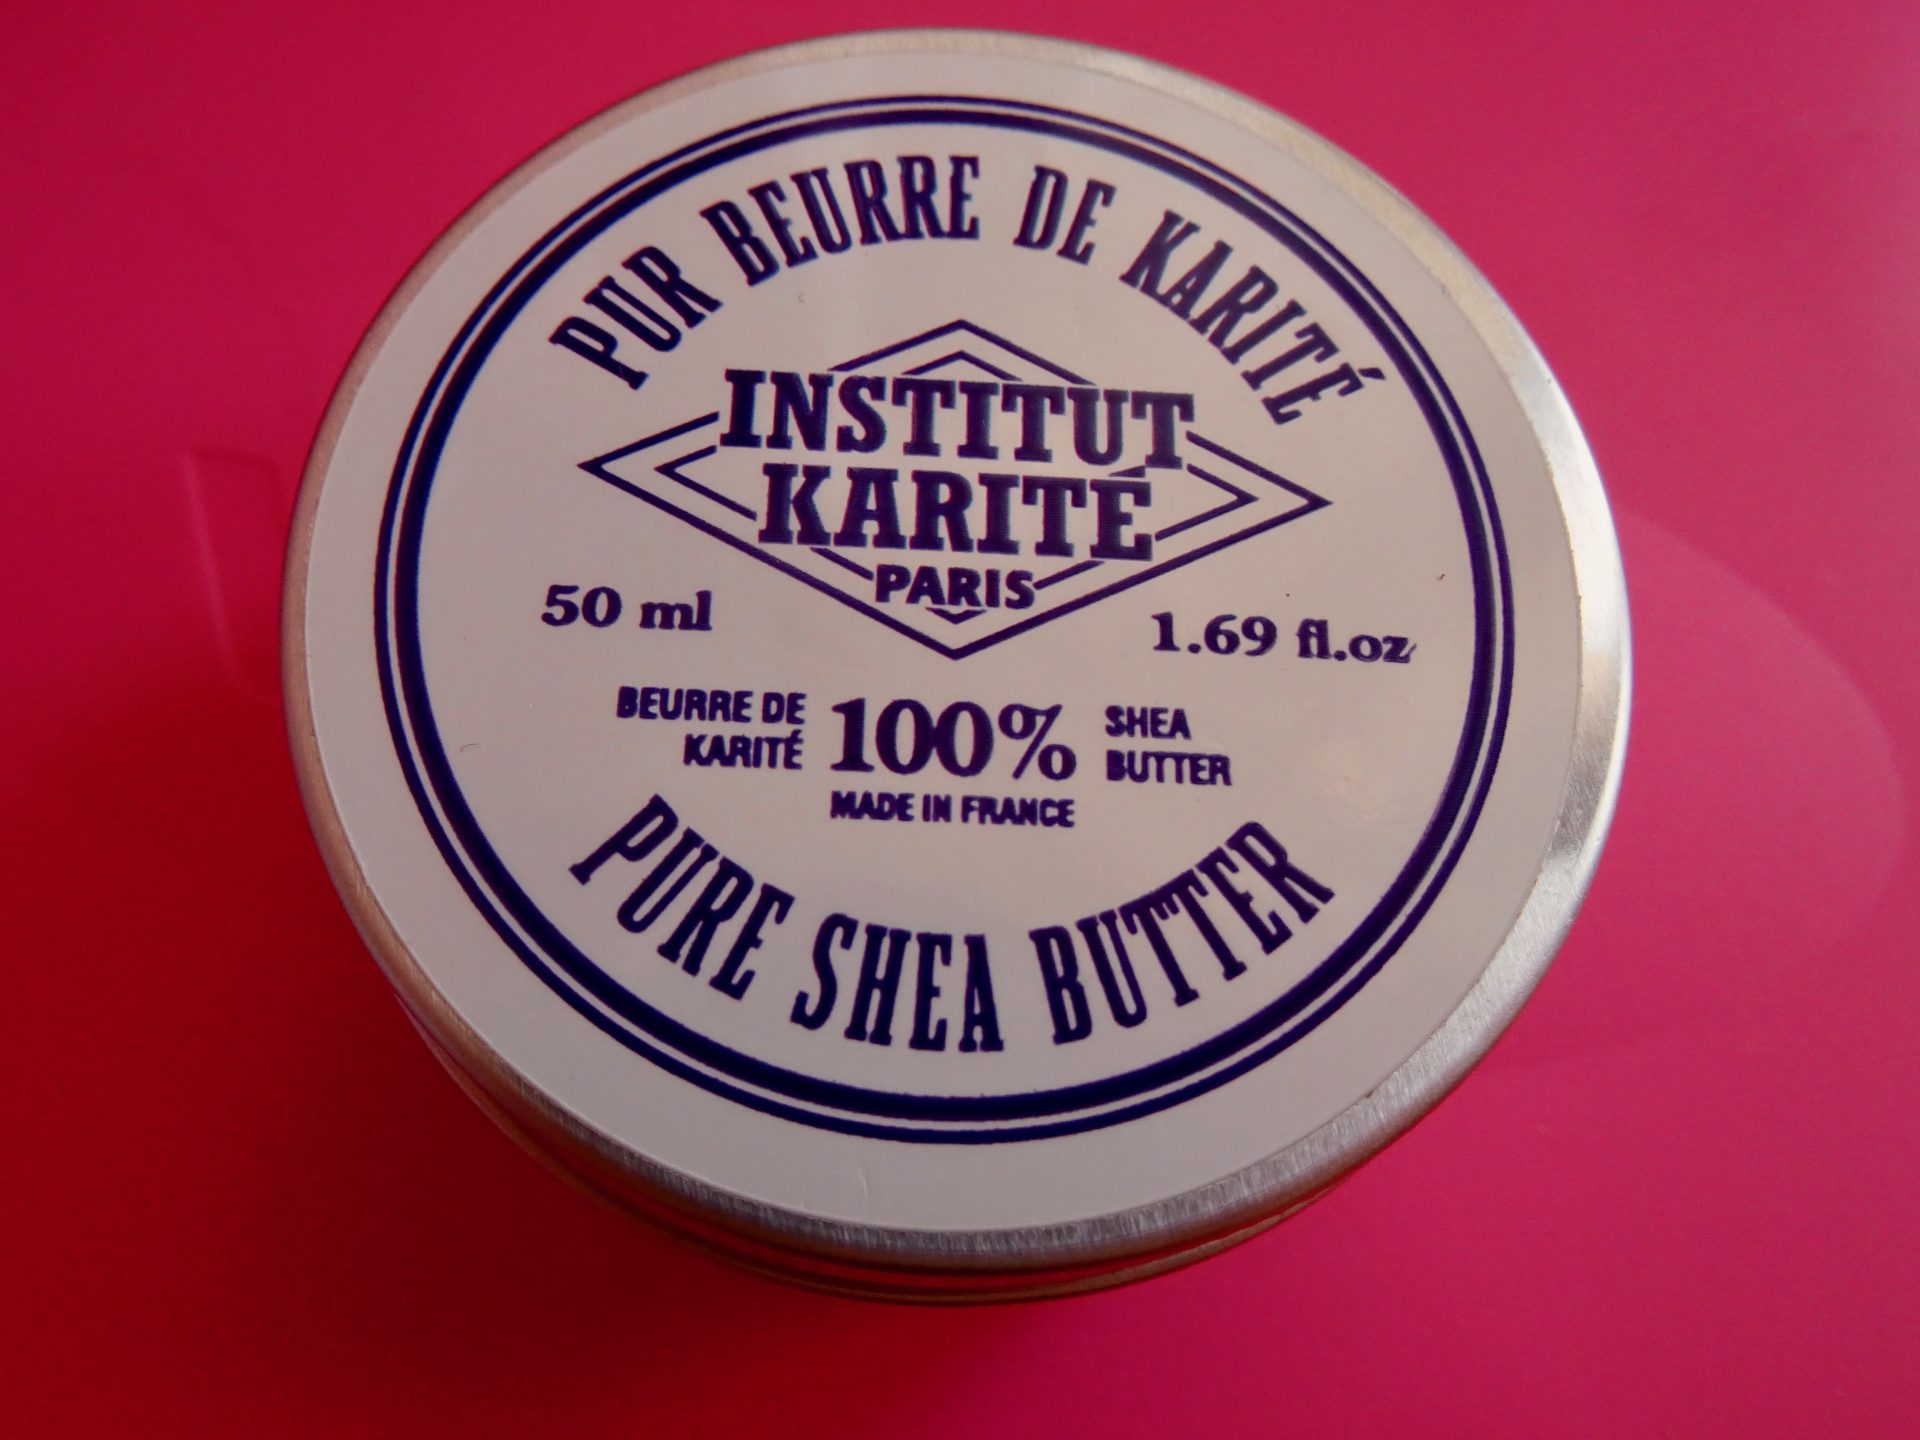 PUR BEURRE DE KARITÉ
INSTITUT
KARITÉ
PARIS
50 ml
1.69 fl.oz
BEURRE DE
KARITÉ
100%
SHEA
BUTTER
MADE IN FRANCE
PURE SHEA BUTTER